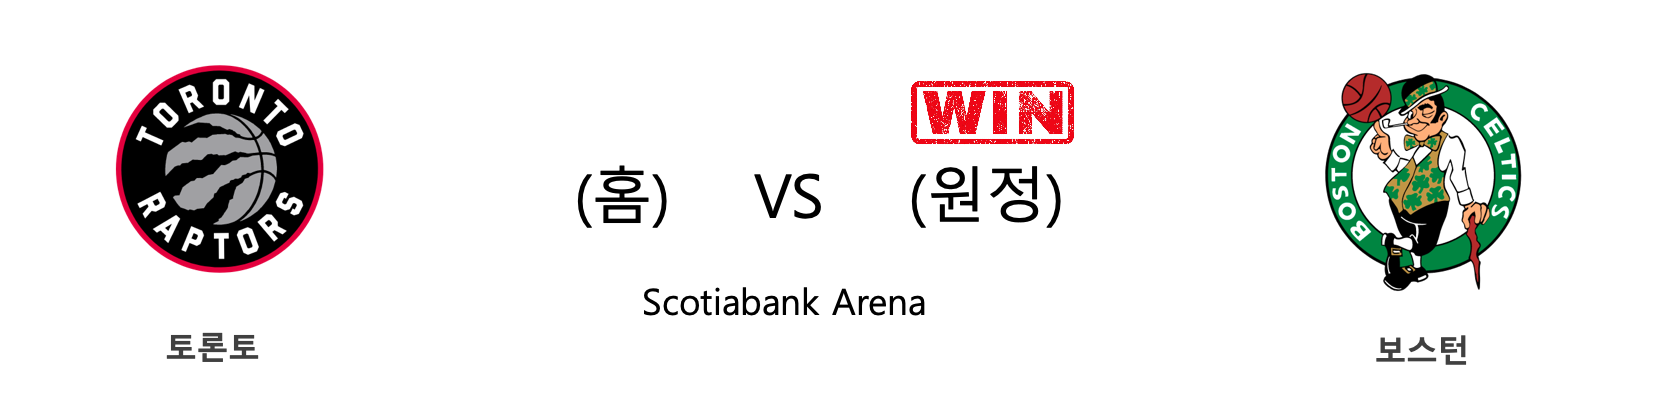 TORONTO
RAPTORS
토론토
WIN
(홈) VS (원정)
Scotiabank Arena
BOSTON CELTICS
보스턴